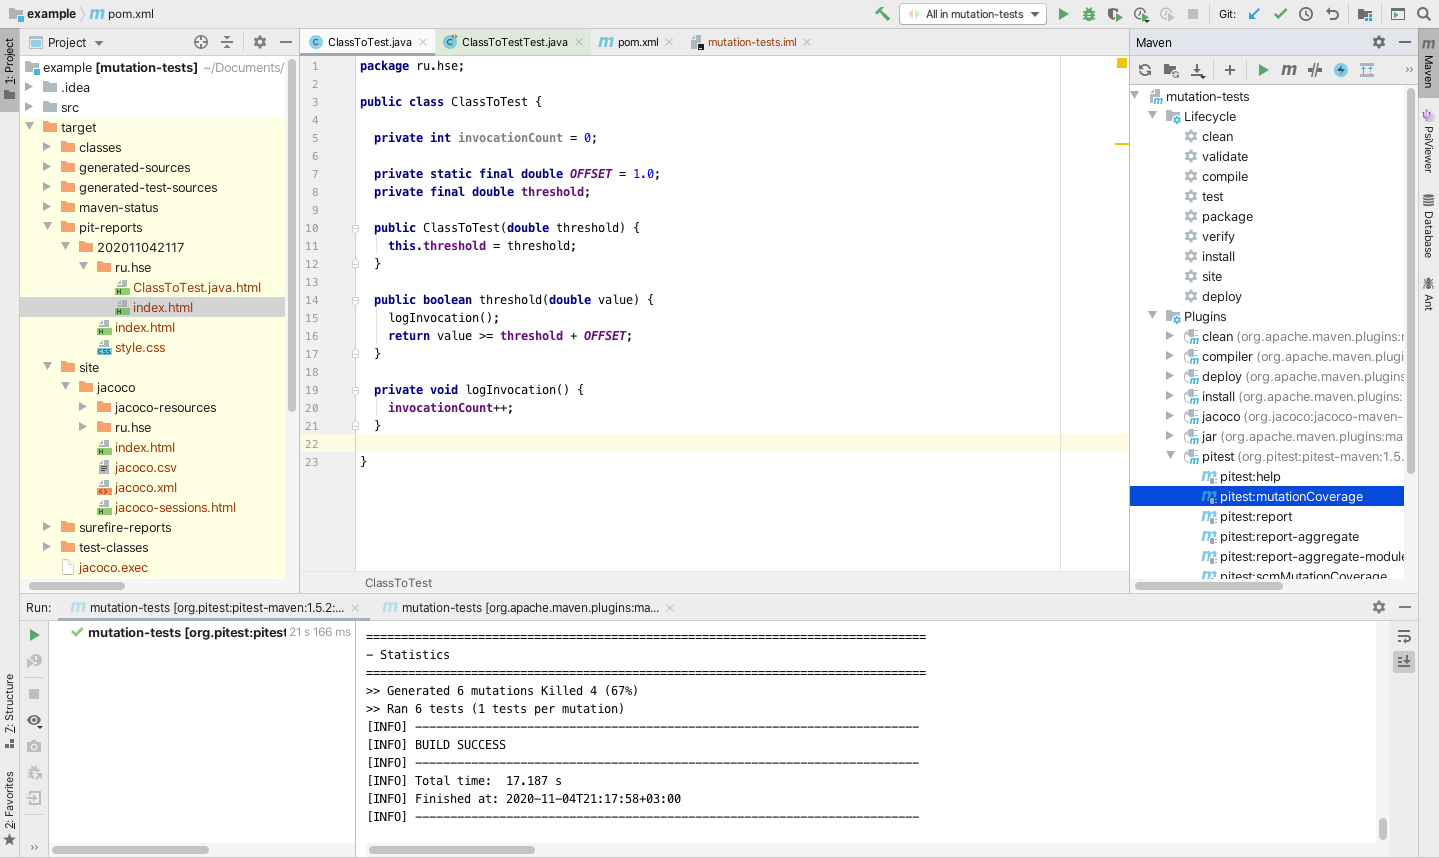 example pom.xml
All in mutation-tests Git:
1: Project
Project
ClassToTest.java ClassToTestTest.java pom.xml mutation-tests.iml
Maven
example [mutation-tests] ~/Documents/
.idea
src
target
classes
generated-sources
generated-test-sources
maven-status
pit-reports
202011042117
ru.hse
ClassToTest.java.html
index.html
index.html
style.css
site
jacoco
jacoco-resources
ru.hse
index.html
jacoco.csv
jacoco.xml
jacoco-sessions.html
surefire-reports
test-classes
jacoco.exec
1 package ru.hse;
2
3 public class ClassToTest {
4
5 private int invocationCount = 0;
6
7 private static final double OFFSET = 1.0;
8 private final double threshold;
9
10 public ClassToTest(double threshold) {
11 this.threshold = threshold;
12 }
13
14 public boolean threshold(double value) {
15 logInvocation();
16 return value >= threshold + OFFSET;
17 }
18
19 private void logInvocation() {
20 invocationCount++;
21 }
22
23 }
ClassToTest
mutation-tests
Lifecycle
clean
validate
compile
test
package
verify
install
site
deploy
Plugins
clean (org.apache.maven.plugins:
compiler (org.apache.maven.plugi
deploy (org.apache.maven.plugins
install (org.apache.maven.plugins:
jacoco (org.jacoco:jacoco-maven-
jar (org.apache.maven.plugins:ma
pitest (org.pitest:pitest-maven:1.5.
pitest:help
pitest:mutationCoverage
pitest:report
pitest:report-aggregate
pitest:report-aggregate-module
pitest:scmMutationCoverage
Maven
PsiViewer
Database
Ant
Run: mutation-tests [org.pitest:pitest-maven:1.5.2:... mutation-tests [org.apache.maven.plugins:ma...
mutation-tests [org.pitest:pitest 21 s 166 ms
================================================================================
- Statistics
================================================================================
>> Generated 6 mutations Killed 4 (67%)
>> Ran 6 tests (1 tests per mutation)
[INFO] ------------------------------------------------------------------------
[INFO] BUILD SUCCESS
[INFO] ------------------------------------------------------------------------
[INFO] Total time:  17.187 s
[INFO] Finished at: 2020-11-04T21:17:58+03:00
[INFO] ------------------------------------------------------------------------
7: Structure
2: Favorites